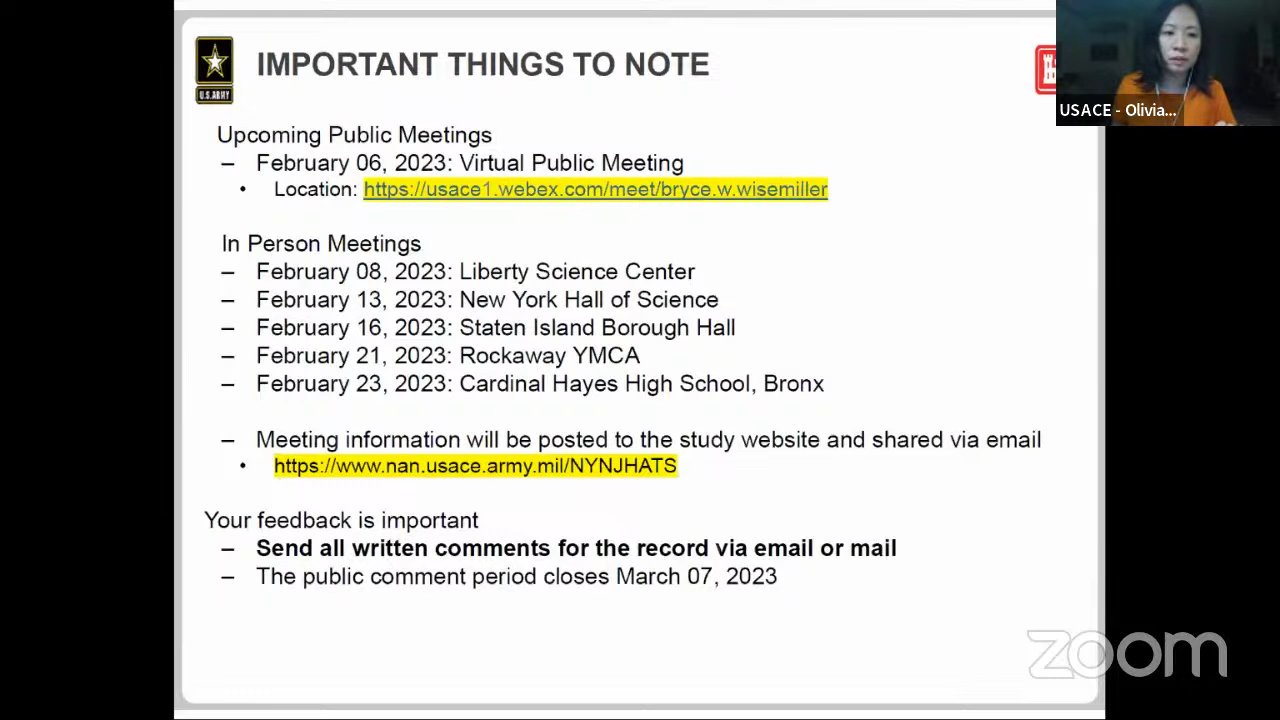 IMPORTANT THINGS TO NOTE
U.S. ARMY
USACE - Olivia...
Upcoming Public Meetings
– February 06, 2023: Virtual Public Meeting
• Location: https://usace1.webex.com/meet/bryce.w.wisemiller
In Person Meetings
– February 08, 2023: Liberty Science Center
– February 13, 2023: New York Hall of Science
– February 16, 2023: Staten Island Borough Hall
– February 21, 2023: Rockaway YMCA
– February 23, 2023: Cardinal Hayes High School, Bronx
– Meeting information will be posted to the study website and shared via email
• https://www.nan.usace.army.mil/NYNJHATS
Your feedback is important
– Send all written comments for the record via email or mail
– The public comment period closes March 07, 2023
zoom